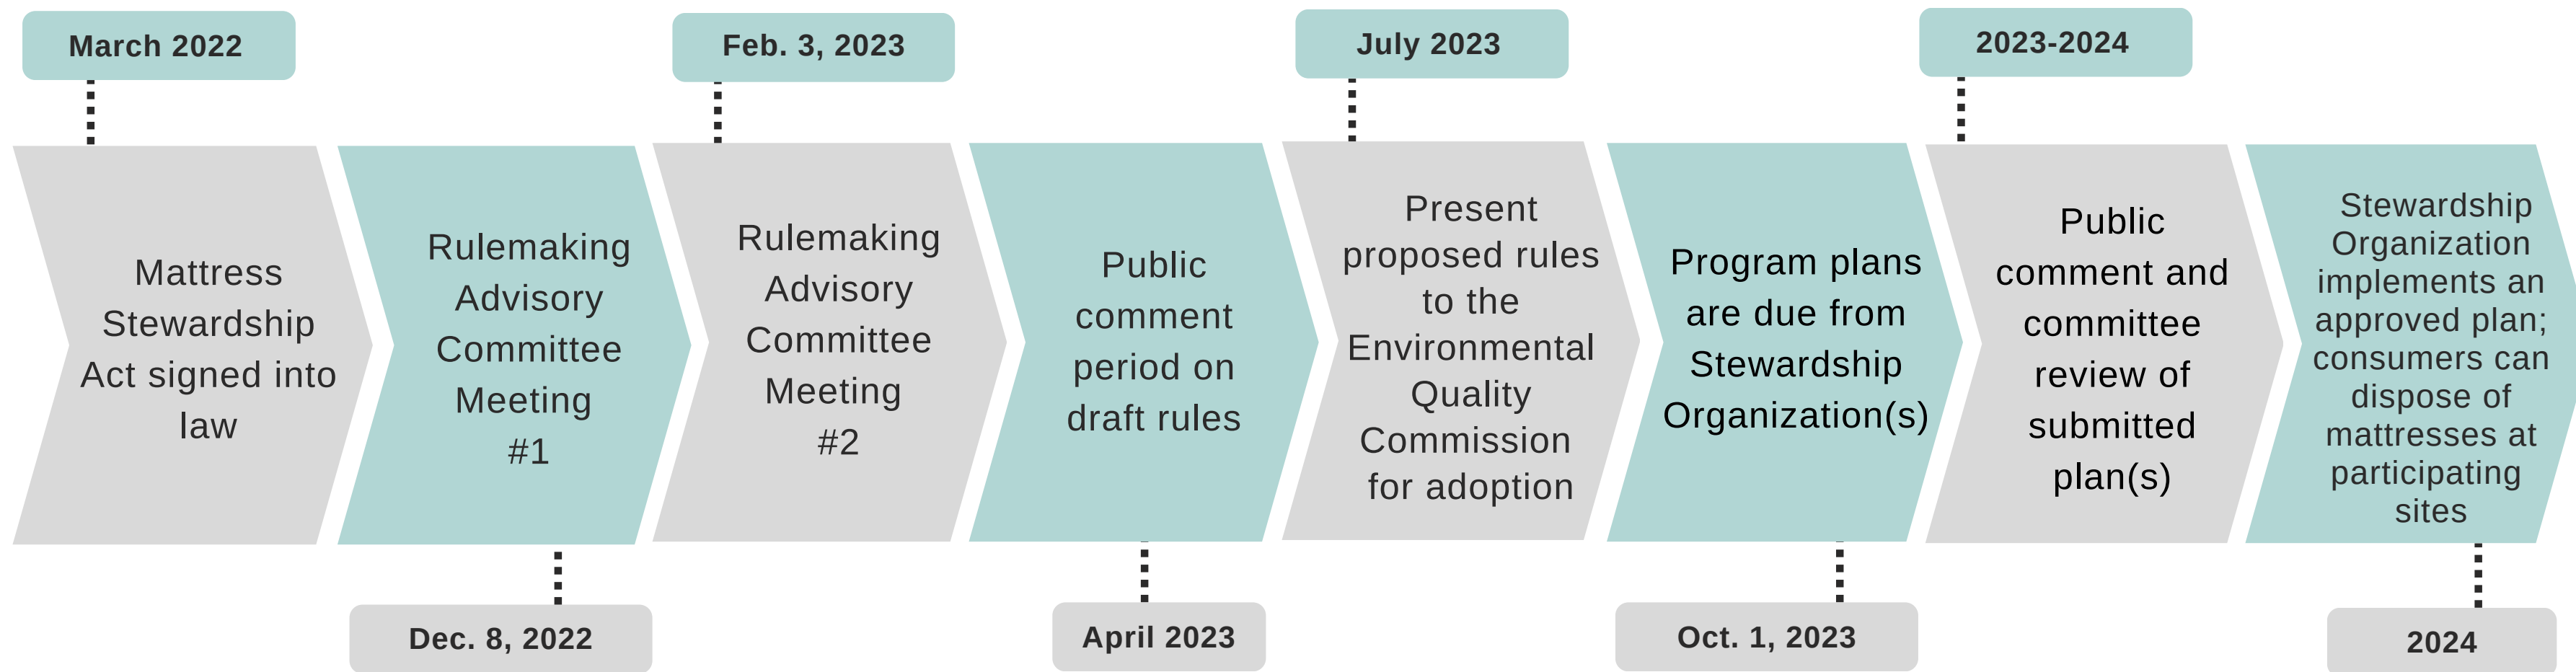 March 2022
Mattress
Stewardship
Act signed into
law
Rulemaking
Advisory
Committee
Meeting
#1
Dec. 8, 2022
Feb. 3, 2023
Rulemaking
Advisory
Committee
Meeting
#2
Public
comment
period on
draft rules
April 2023
July 2023
Present
proposed rules
to the
Environmental
Quality
Commission
for adoption
Program plans
are due from
Stewardship
Organization(s)
Oct. 1, 2023
2023-2024
Public
comment and
committee
review of
submitted
plan(s)
Stewardship
Organization
implements an
approved plan;
consumers can
dispose of
mattresses at
participating
sites
2024